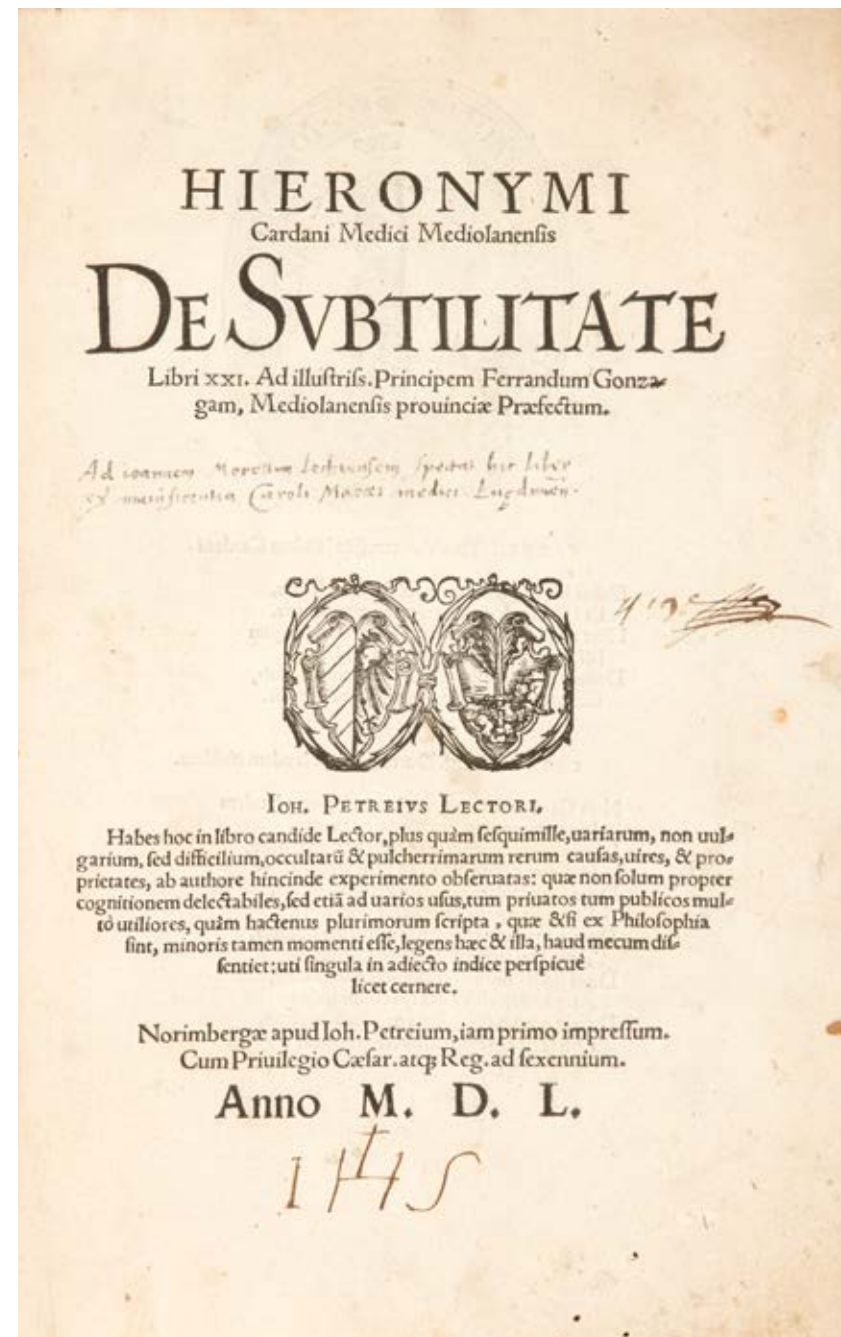 HIERONYMI
Cardani Medici Mediolanenſis
DE SVBTILITATE
Libri XXI. Ad illuſtriſs. Principem Ferrandum Gonza-
gam, Mediolanenſis prouinciæ Præfectum.
Ad ioannem spectat hic liber
ex munificentia Caroli medici
IOH. PETREIVS LECTORI.
Habes hoc in libro candide Lector, plus quàm ſeſquimille, uariarum, non uul-
garium, ſed difficilium, occultarũ & pulcherrimarum rerum cauſas, uires, & pro-
prietates, ab authore hincinde experimento obſeruatas: quæ non ſolum propter
cognitionem delectabiles, ſed etiã ad uarios uſus, tum priuatos tum publicos mul-
tò utiliores, quàm hactenus plurimorum ſcripta, quæ &ſi ex Philoſophia
ſint, minoris tamen momenti eſſe, legens hæc & illa, haud mecum diſ-
ſentiet: uti ſingula in adiecto indice perſpicuè
licet cernere.
Norimbergæ apud Ioh. Petreium, iam primo impreſſum.
Cum Priuilegio Cæſar. atq; Reg. ad ſexennium.
Anno M. D. L.
IHS